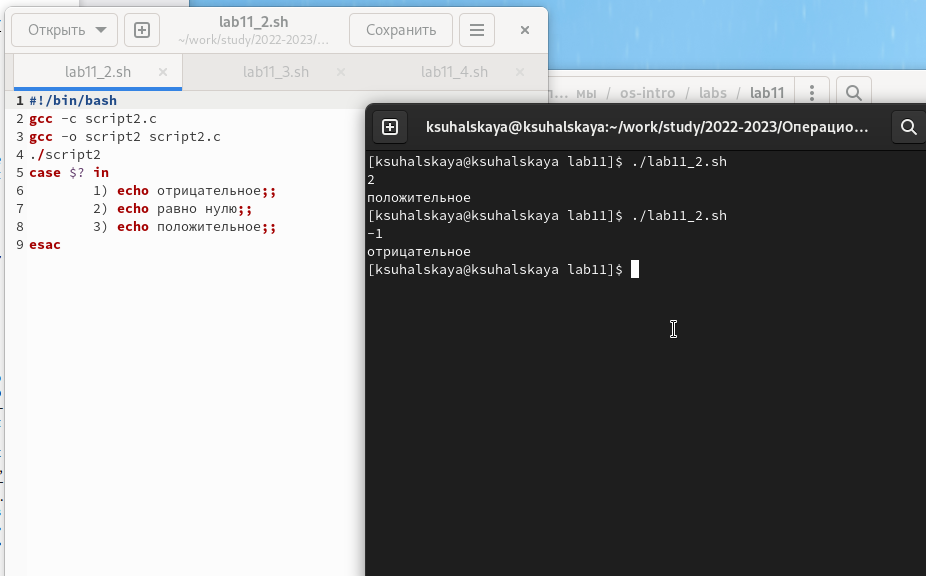 Открыть
lab11_2.sh
~/work/study/2022-2023/...
Сохранить
lab11_2.sh
lab11_3.sh
lab11_4.sh
1 #!/bin/bash
2 gcc -c script2.c
3 gcc -o script2 script2.c
4 ./script2
5 case $? in
6 1) echo отрицательное;;
7 2) echo равно нулю;;
8 3) echo положительное;;
9 esac
п... мы / os-intro / labs / lab11
ksuhalskaya@ksuhalskaya:~/work/study/2022-2023/Операцио...
[ksuhalskaya@ksuhalskaya lab11]$ ./lab11_2.sh
2
положительное
[ksuhalskaya@ksuhalskaya lab11]$ ./lab11_2.sh
-1
отрицательное
[ksuhalskaya@ksuhalskaya lab11]$